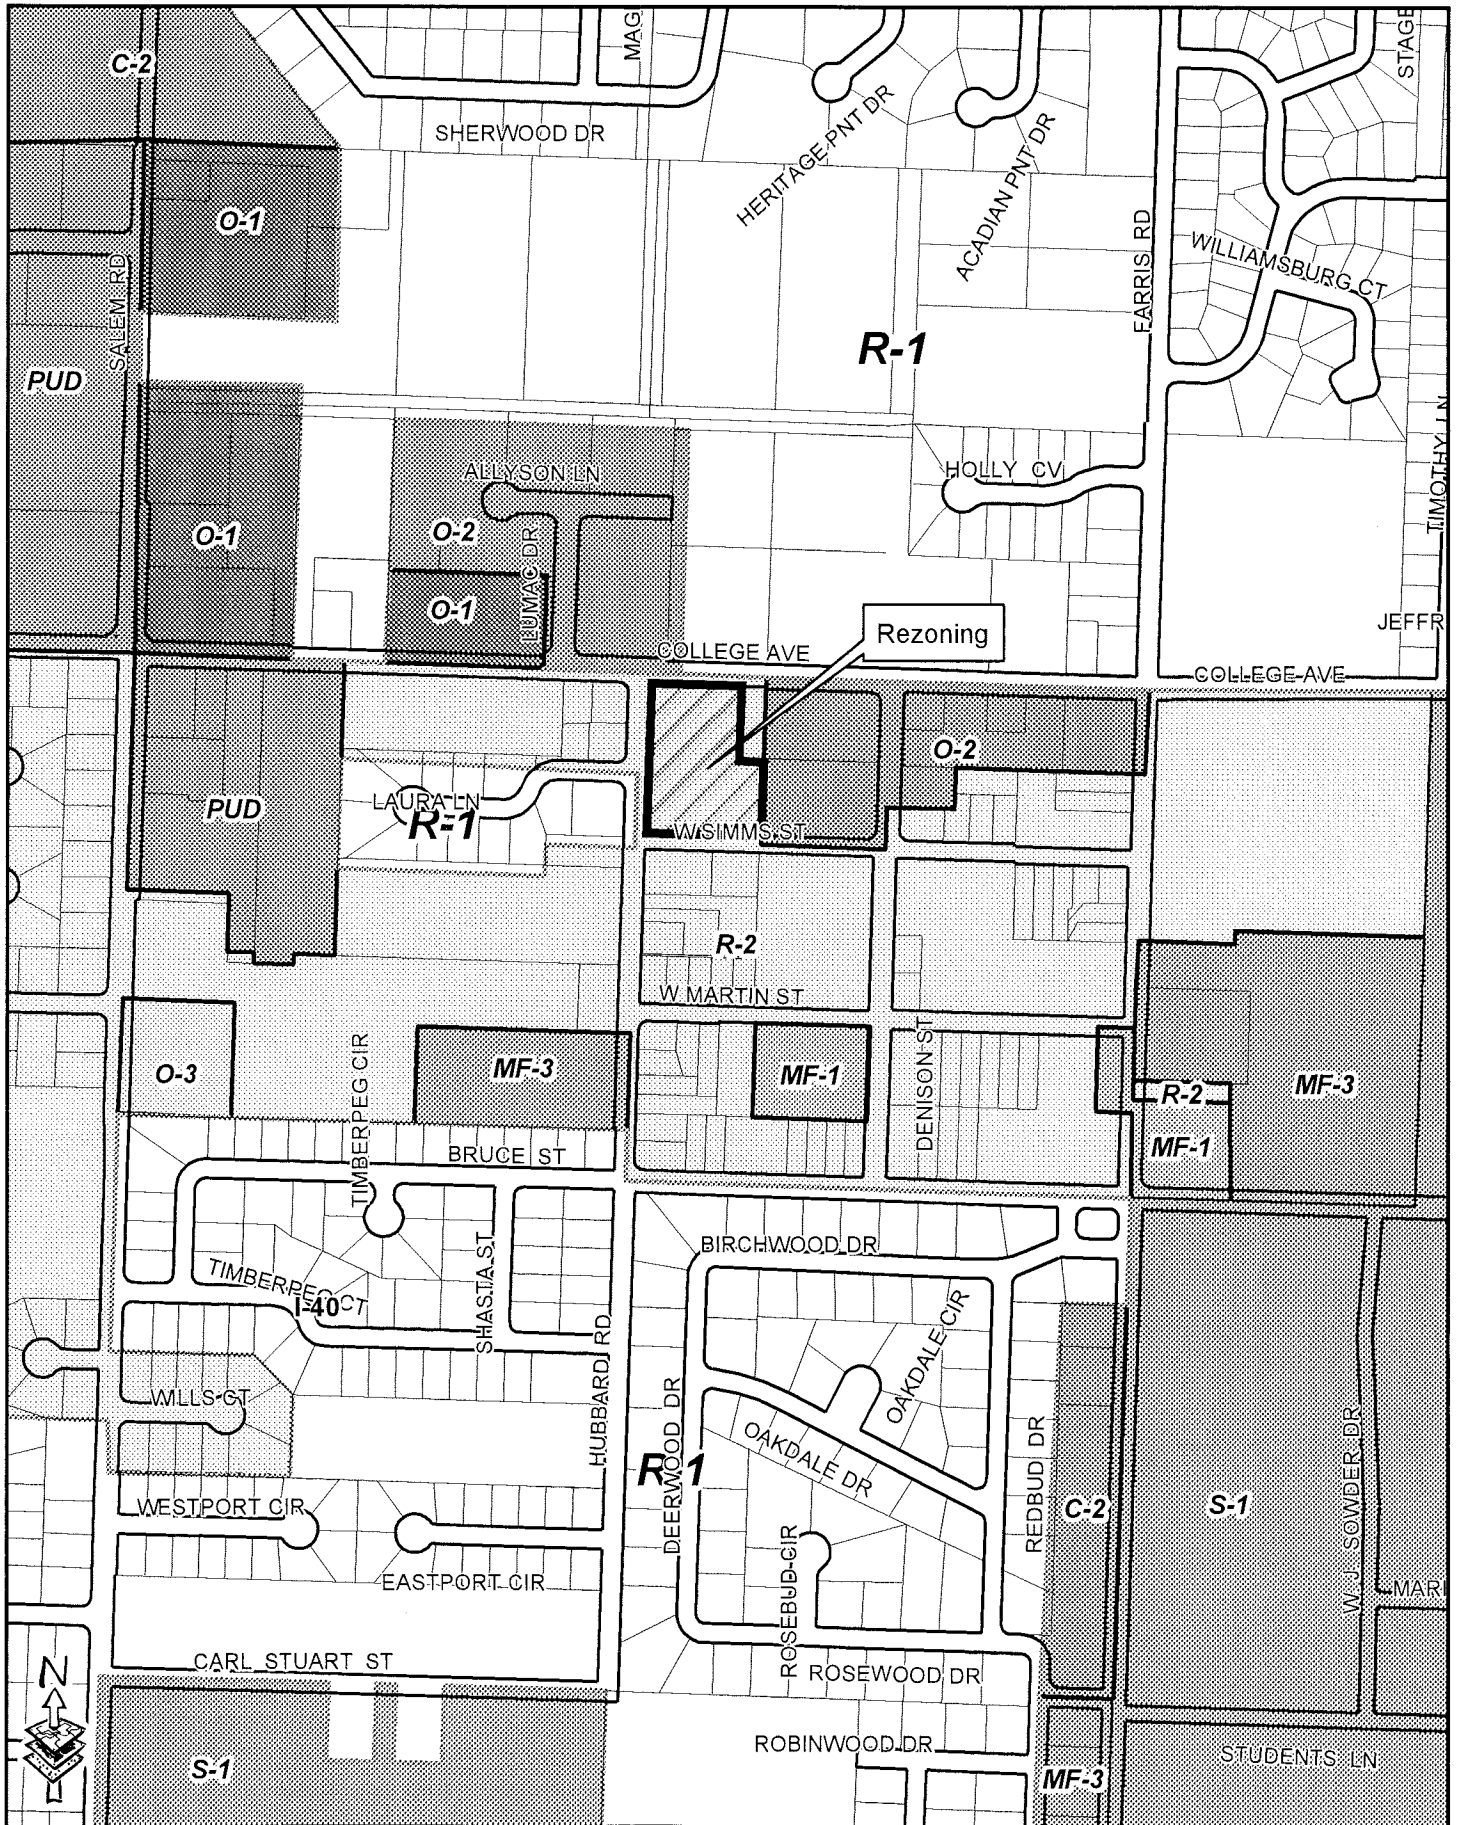 C-2
MAG
STAGE
SHERWOOD DR
HERITAGE PNT DR
ACADIAN PNT DR
O-1
FARRIS RD
WILLIAMSBURG CT
SALEM RD
R-1
PUD
TIMOTHY LN
ALLYSON LN
HOLLY CV
O-1
O-2
LUMAC DR
O-1
Rezoning
JEFFR
COLLEGE AVE
COLLEGE AVE
O-2
LAURA LN
PUD
R-1
W SIMMS ST
R-2
W MARTIN ST
O-3
TIMBERPEG CIR
MF-3
MF-1
DENISON ST
R-2
MF-3
MF-1
BRUCE ST
BIRCHWOOD DR
SHASTA ST
TIMBERPEG CT
I-40
OAKDALE CIR
HUBBARD RD
WILLS CT
DEERWOOD DR
OAKDALE DR
REDBUD DR
R-1
W. J. SOWDER DR
WESTPORT CIR
C-2
S-1
EASTPORT CIR
ROSEBUD CIR
MARI
CARL STUART ST
ROSEWOOD DR
N
ROBINWOOD DR
STUDENTS LN
S-1
MF-3